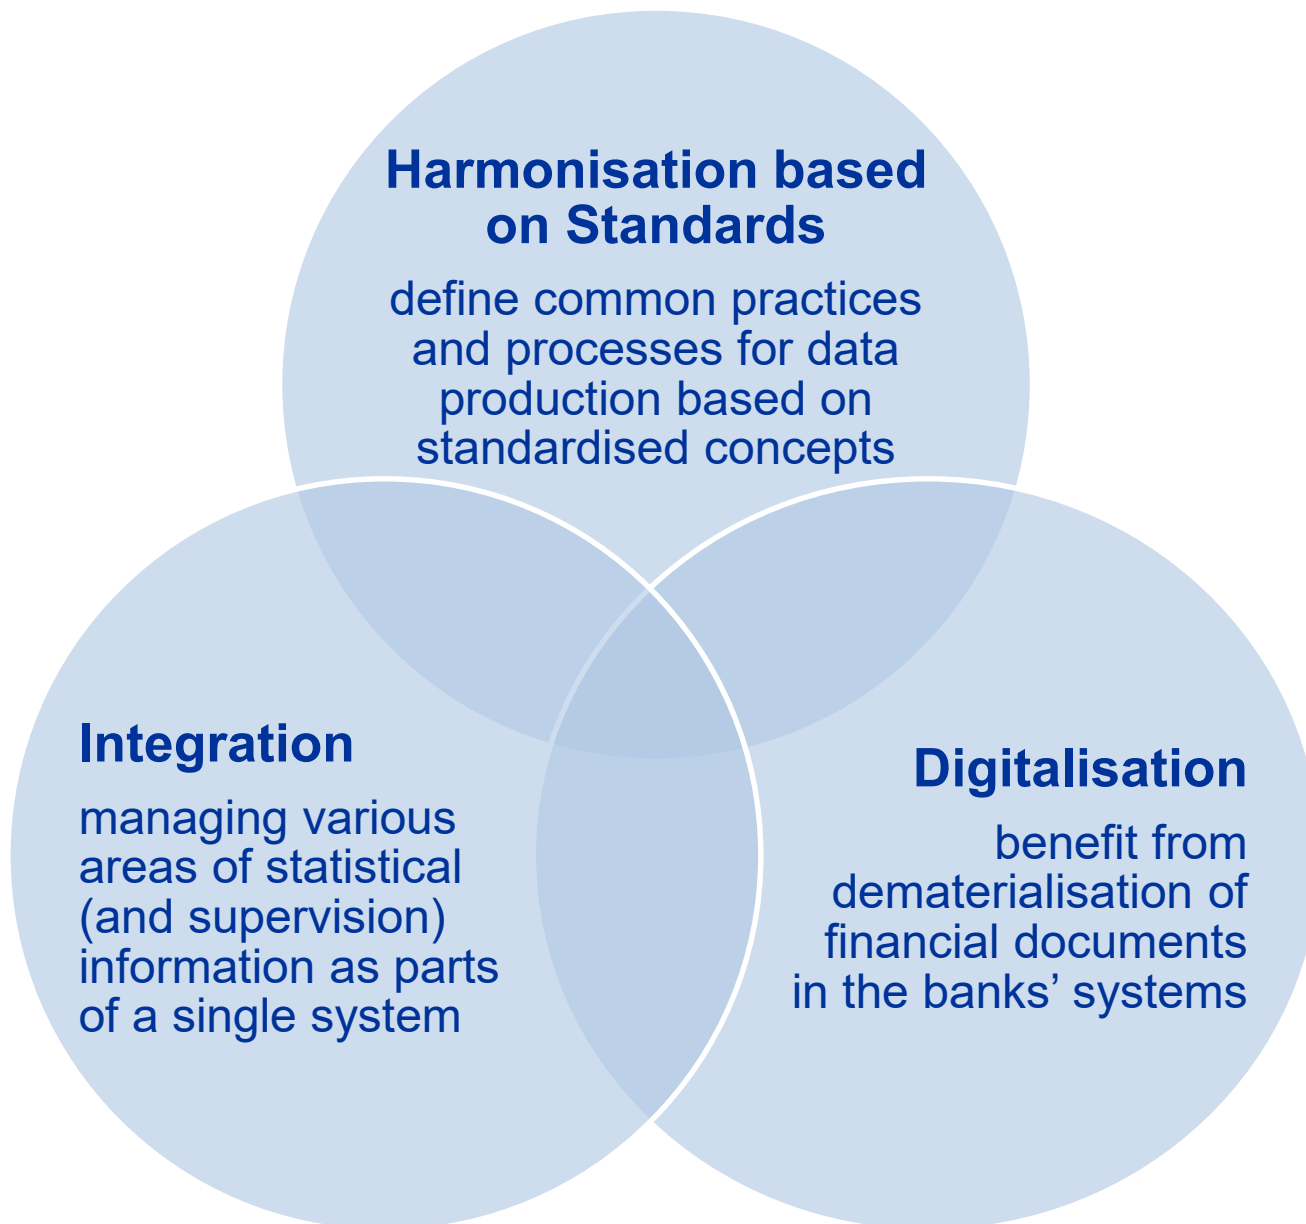 Harmonisation based
on Standards
define common practices
and processes for data
production based on
standardised concepts
Integration
managing various
areas of statistical
(and supervision)
information as parts
of a single system
Digitalisation
benefit from
dematerialisation of
financial documents
in the banks’ systems